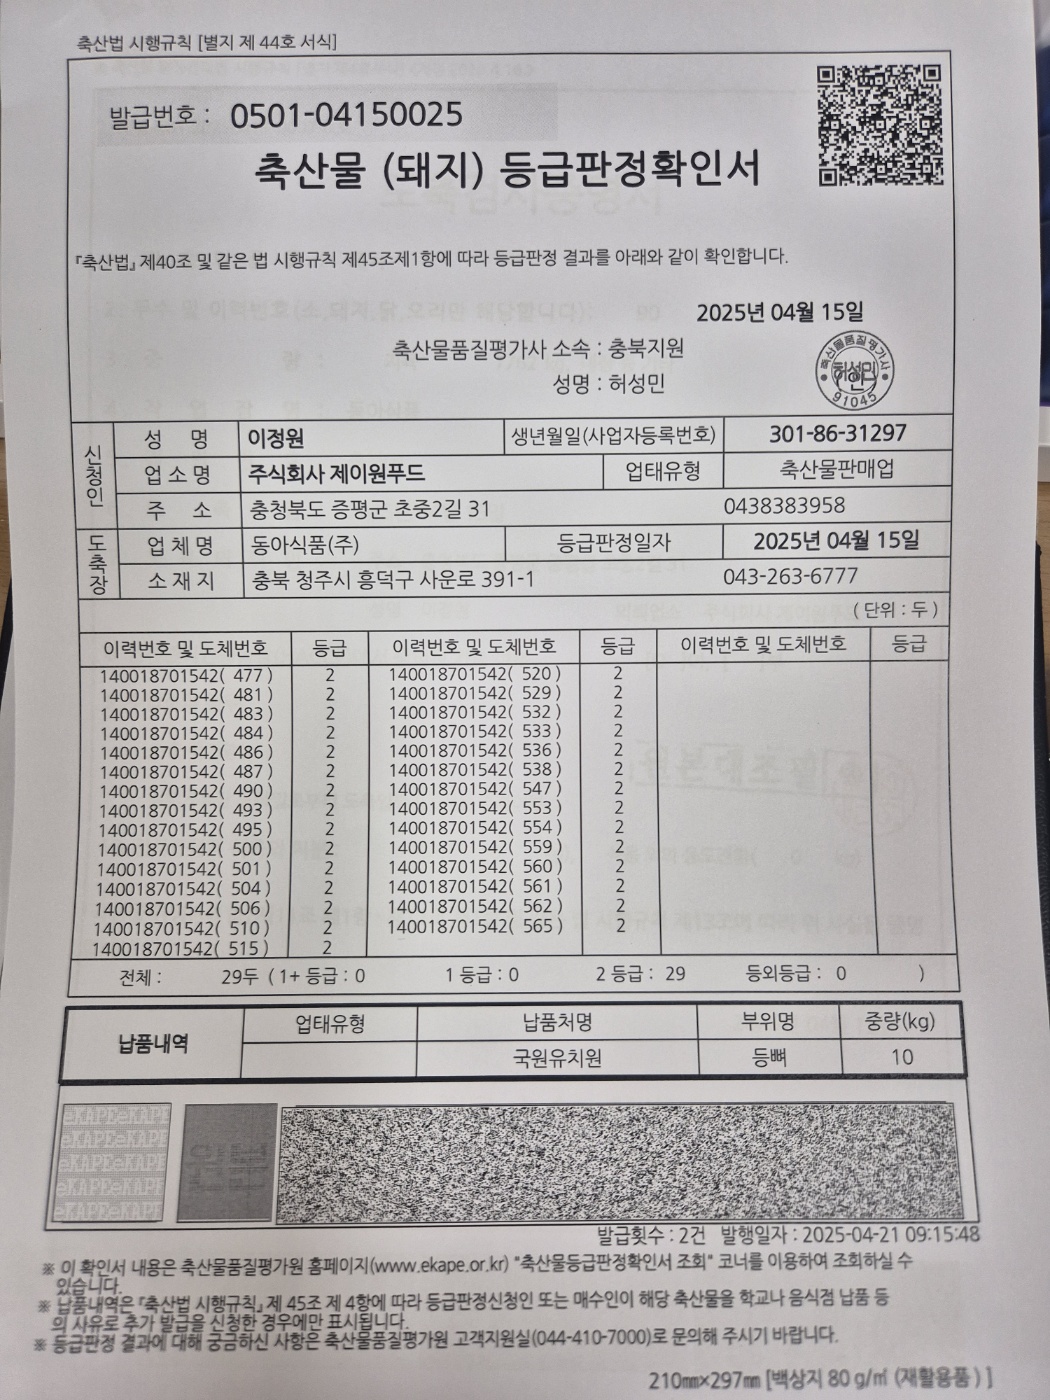 축산법 시행규칙 [별지 제 44호 서식]
발급번호 : 0501-04150025
축산물 (돼지) 등급판정확인서
『축산법』 제40조 및 같은 법 시행규칙 제45조제1항에 따라 등급판정 결과를 아래와 같이 확인합니다.
2025년 04월 15일
축산물품질평가사 소속 : 충북지원
성명 : 허성민
축산물품질평가사 허성민 91045
신청인
성 명 이정원 생년월일(사업자등록번호) 301-86-31297
업소명 주식회사 제이원푸드 업태유형 축산물판매업
주 소 충청북도 증평군 초중2길 31 0438383958
도축장
업체명 동아식품(주) 등급판정일자 2025년 04월 15일
소재지 충북 청주시 흥덕구 사운로 391-1 043-263-6777
( 단위 : 두 )
이력번호 및 도체번호 등급 이력번호 및 도체번호 등급 이력번호 및 도체번호 등급
140018701542( 477 ) 2 140018701542( 520 ) 2
140018701542( 481 ) 2 140018701542( 529 ) 2
140018701542( 483 ) 2 140018701542( 532 ) 2
140018701542( 484 ) 2 140018701542( 533 ) 2
140018701542( 486 ) 2 140018701542( 536 ) 2
140018701542( 487 ) 2 140018701542( 538 ) 2
140018701542( 490 ) 2 140018701542( 547 ) 2
140018701542( 493 ) 2 140018701542( 553 ) 2
140018701542( 495 ) 2 140018701542( 554 ) 2
140018701542( 500 ) 2 140018701542( 559 ) 2
140018701542( 501 ) 2 140018701542( 560 ) 2
140018701542( 504 ) 2 140018701542( 561 ) 2
140018701542( 506 ) 2 140018701542( 562 ) 2
140018701542( 510 ) 2 140018701542( 565 ) 2
140018701542( 515 ) 2
전체 : 29두 ( 1+ 등급 : 0 1 등급 : 0 2 등급 : 29 등외등급 : 0 )
납품내역
업태유형 납품처명 부위명 중량(kg)
국원유치원 등뼈 10
eKAPEeKAPE
eKAPEeKAPE
eKAPEeKAPE
eKAPEeKAPE
eKAPEeKAPE
발급횟수 : 2건 발행일자 : 2025-04-21 09:15:48
※ 이 확인서 내용은 축산물품질평가원 홈페이지(www.ekape.or.kr) "축산물등급판정확인서 조회" 코너를 이용하여 조회하실 수
있습니다.
※ 납품내역은 『축산법 시행규칙』 제 45조 제 4항에 따라 등급판정신청인 또는 매수인이 해당 축산물을 학교나 음식점 납품 등
의 사유로 추가 발급을 신청한 경우에만 표시됩니다.
※ 등급판정 결과에 대해 궁금하신 사항은 축산물품질평가원 고객지원실(044-410-7000)로 문의해 주시기 바랍니다.
210㎜×297㎜ [백상지 80 g/㎡ (재활용품 ) ]